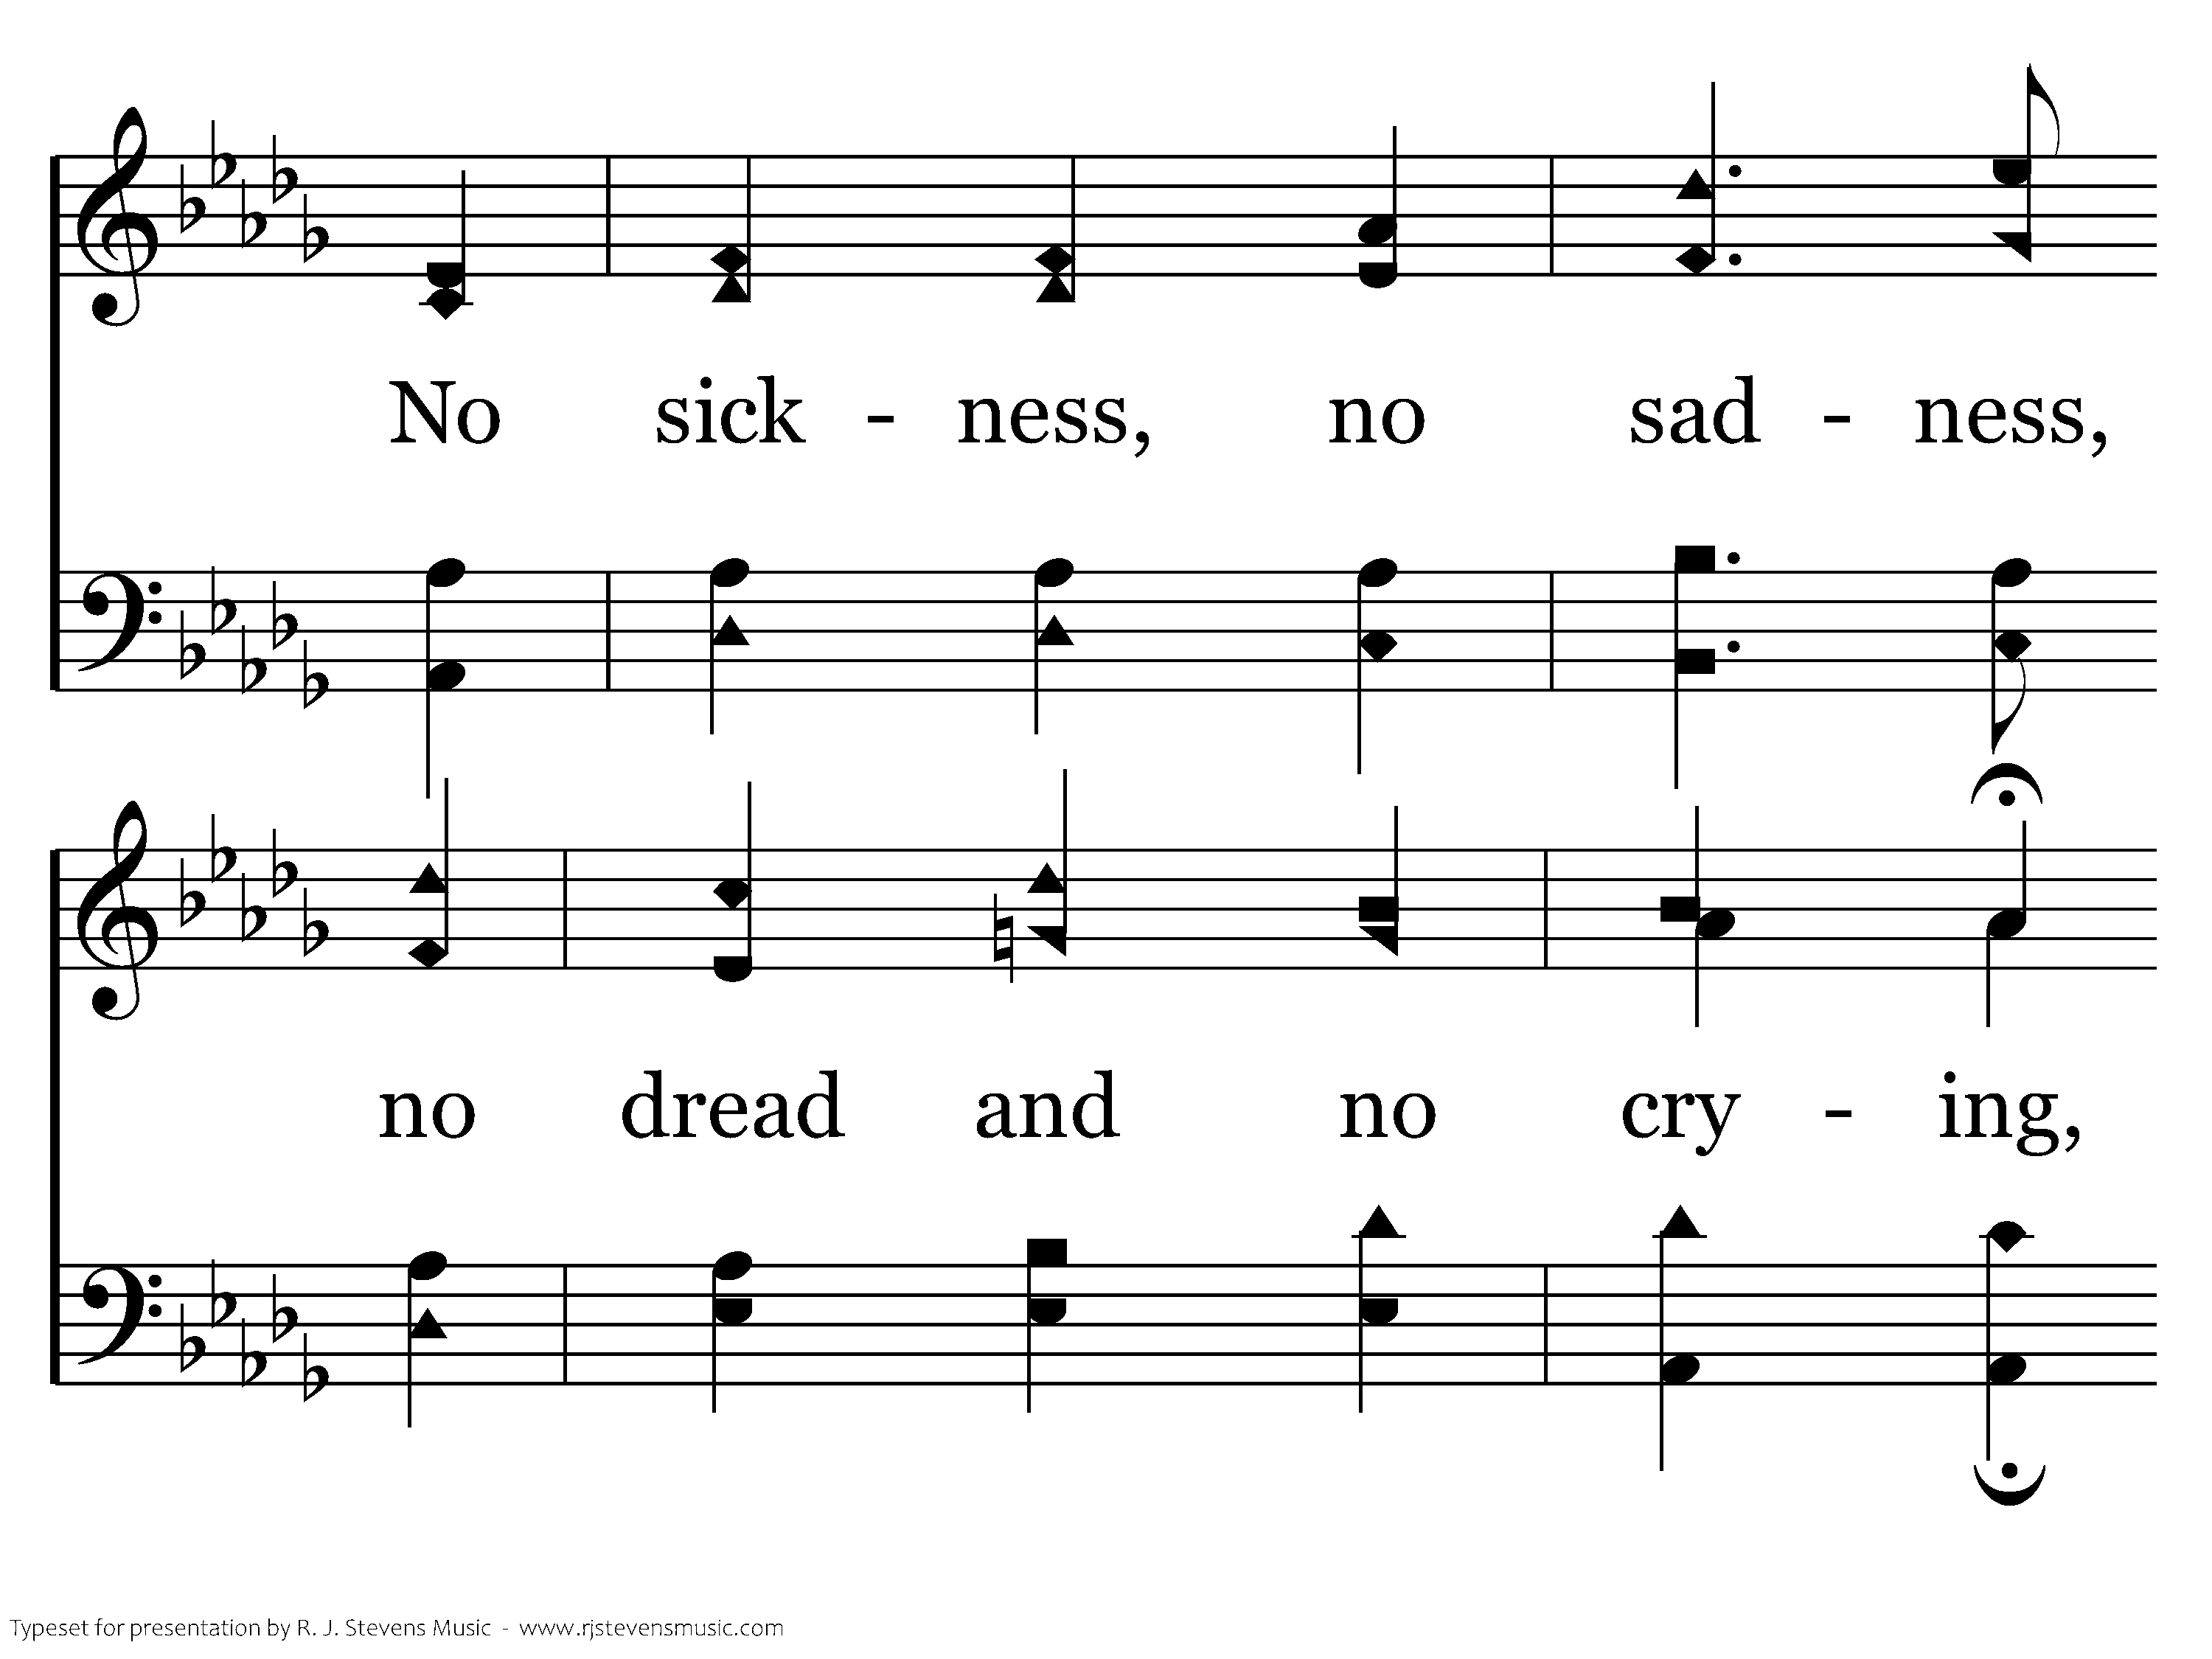 No sick - ness, no sad - ness,
no dread and no cry - ing,
Typeset for presentation by R. J. Stevens Music - www.rjstevensmusic.com